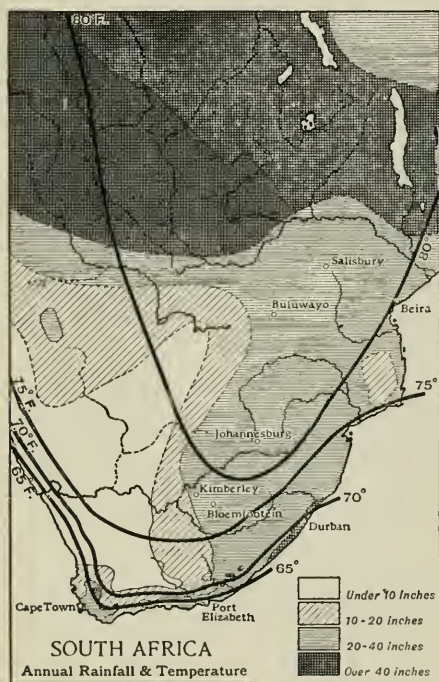 80°F.
80°
Salisbury
Buluwayo
Beira
75°F.
70°F.
65°F.
75°
Johannesburg
Kimberley
Bloemfontein
70°
Durban
65°
Cape Town
Port
Elizabeth
Under 10 Inches
10-20 inches
20-40 inches
Over 40 inches
SOUTH AFRICA
Annual Rainfall & Temperature